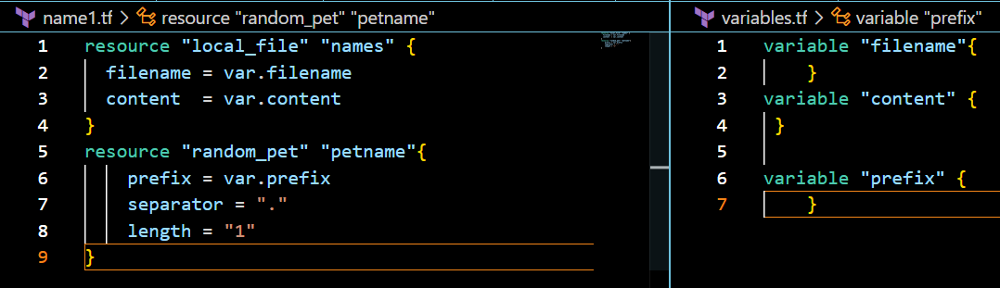 name1.tf > resource "random_pet" "petname"
1 resource "local_file" "names" {
2 filename = var.filename
3 content  = var.content
4 }
5 resource "random_pet" "petname"{
6 prefix = var.prefix
7 separator = "."
8 length = "1"
9 }
variables.tf > variable "prefix"
1 variable "filename"{
2 }
3 variable "content" {
4 }
5
6 variable "prefix" {
7 }